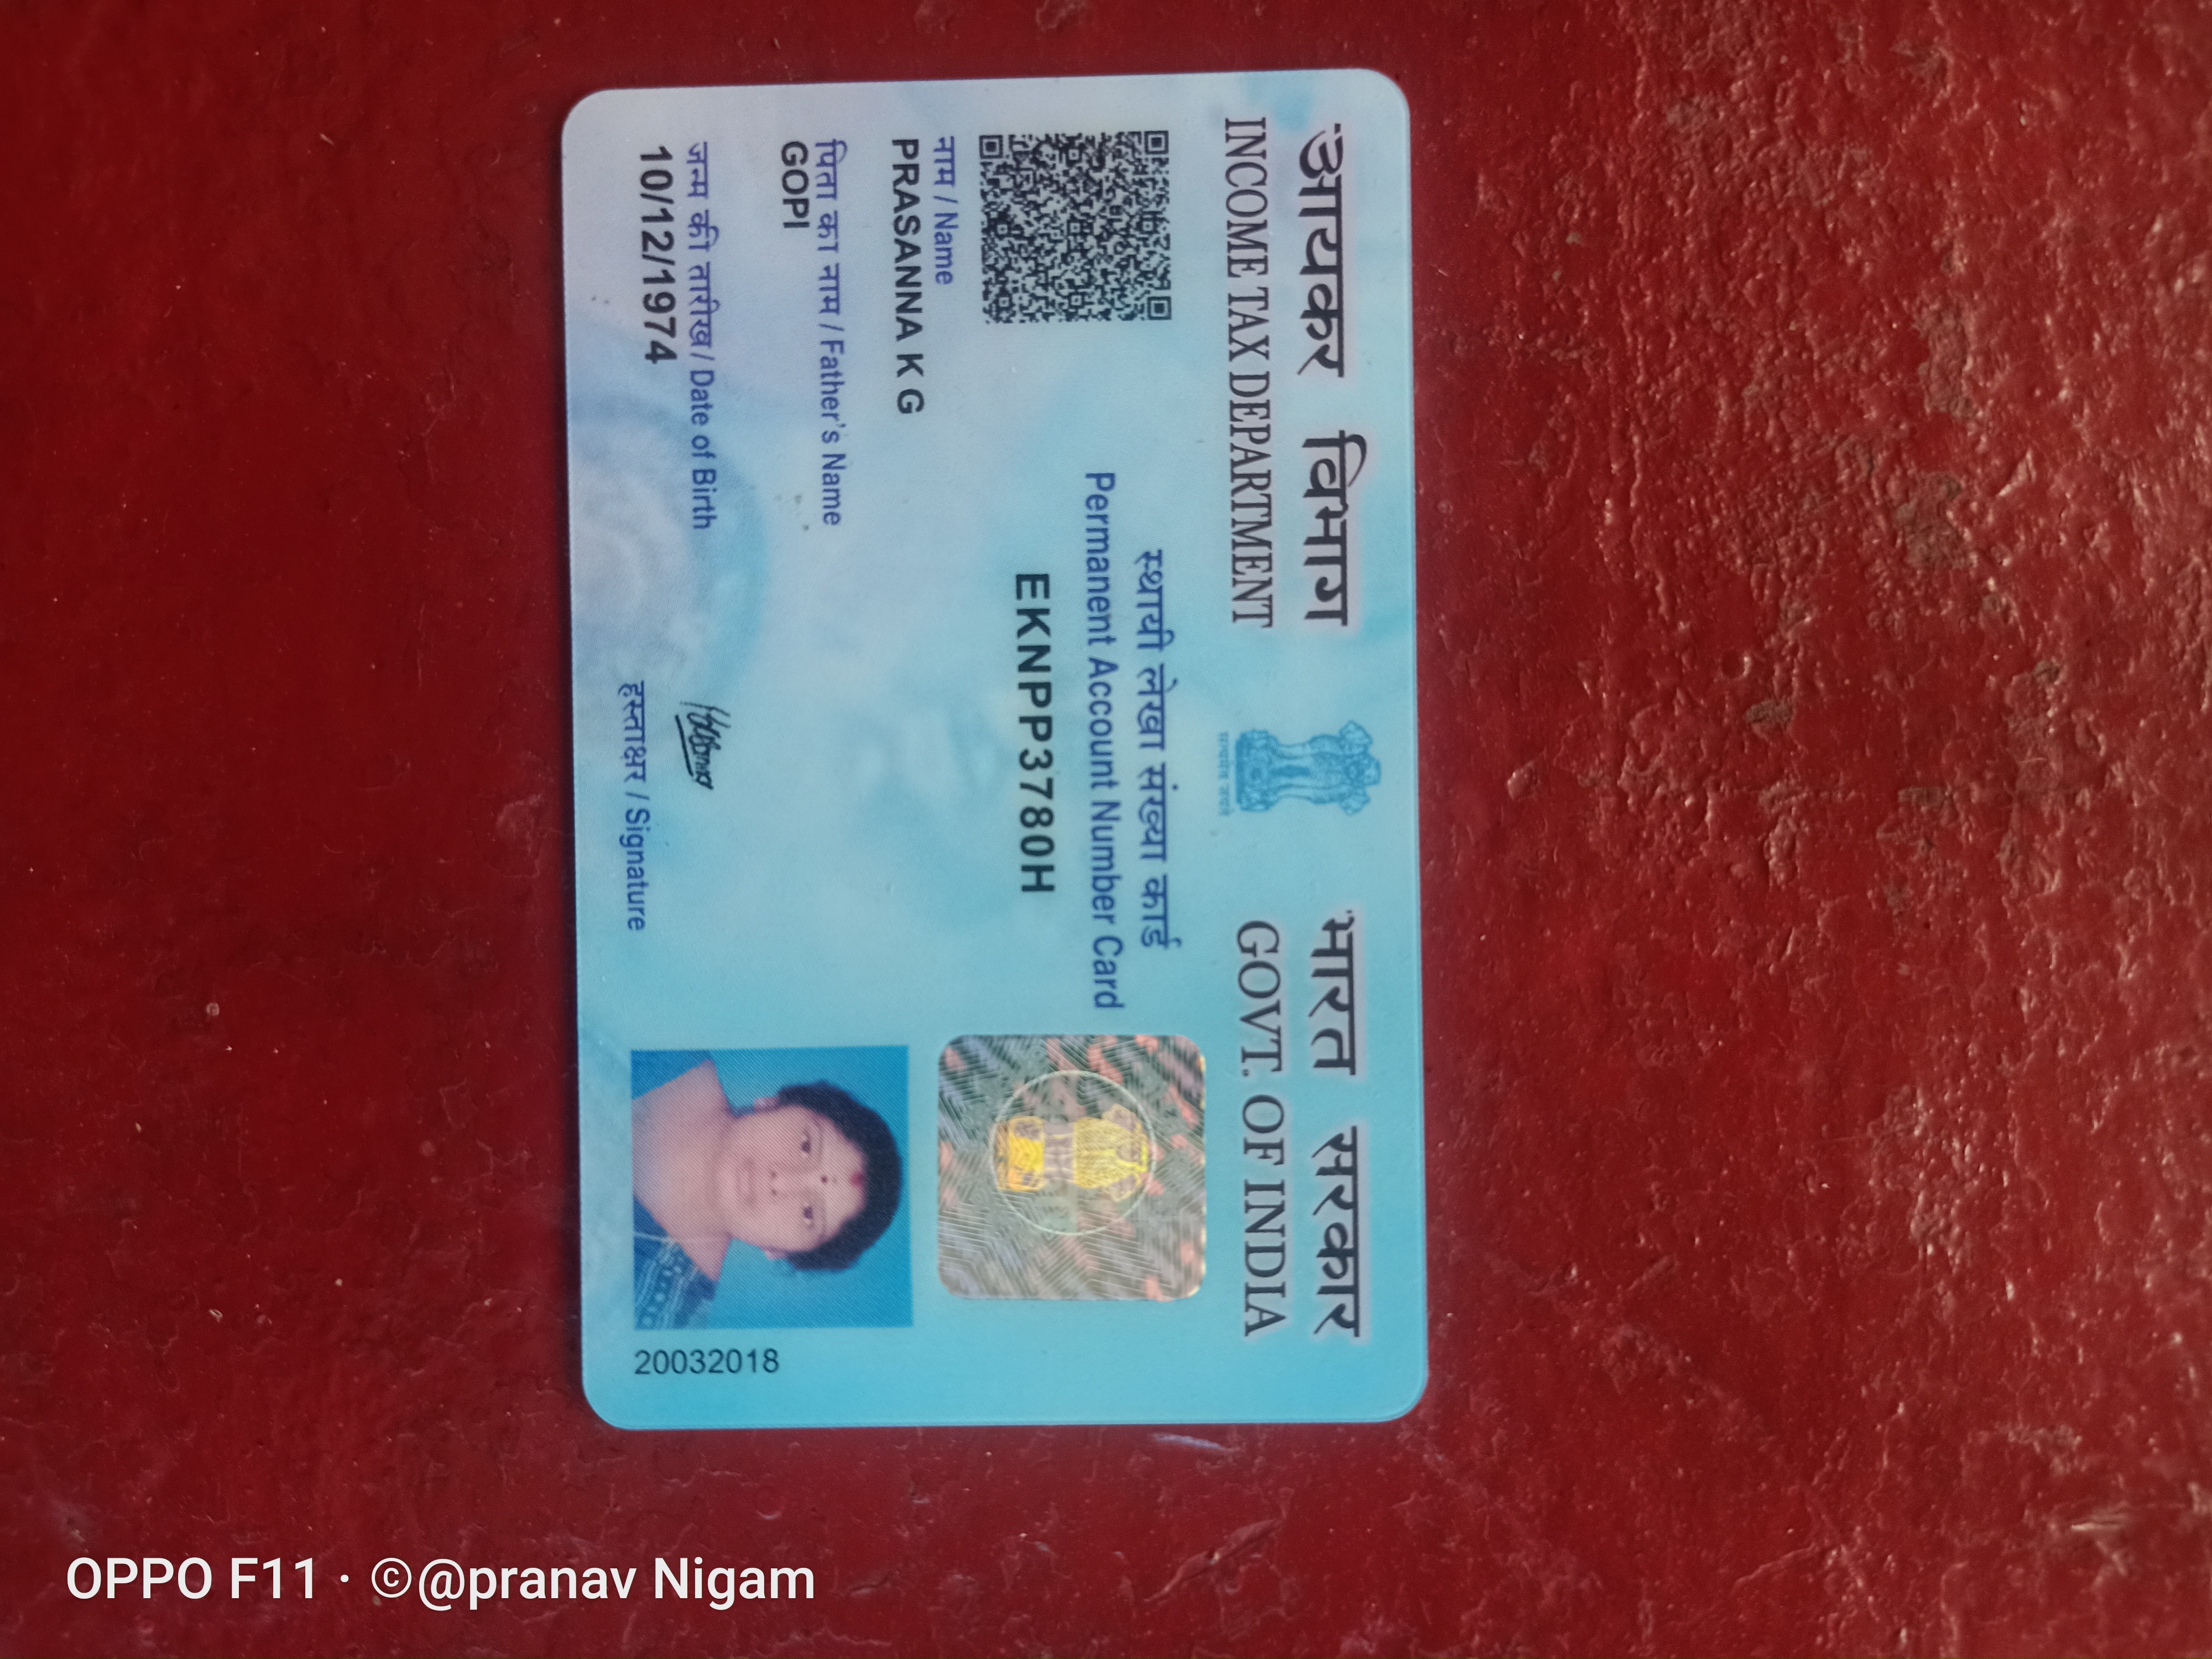 आयकर विभाग
INCOME TAX DEPARTMENT
सत्यमेव जयते
भारत सरकार
GOVT. OF INDIA
स्थायी लेखा संख्या कार्ड
Permanent Account Number Card
EKNPP3780H
नाम / Name
PRASANNA K G
पिता का नाम / Father's Name
GOPI
जन्म की तारीख / Date of Birth
10/12/1974
हस्ताक्षर / Signature
20032018
OPPO F11 · ©@pranav Nigam